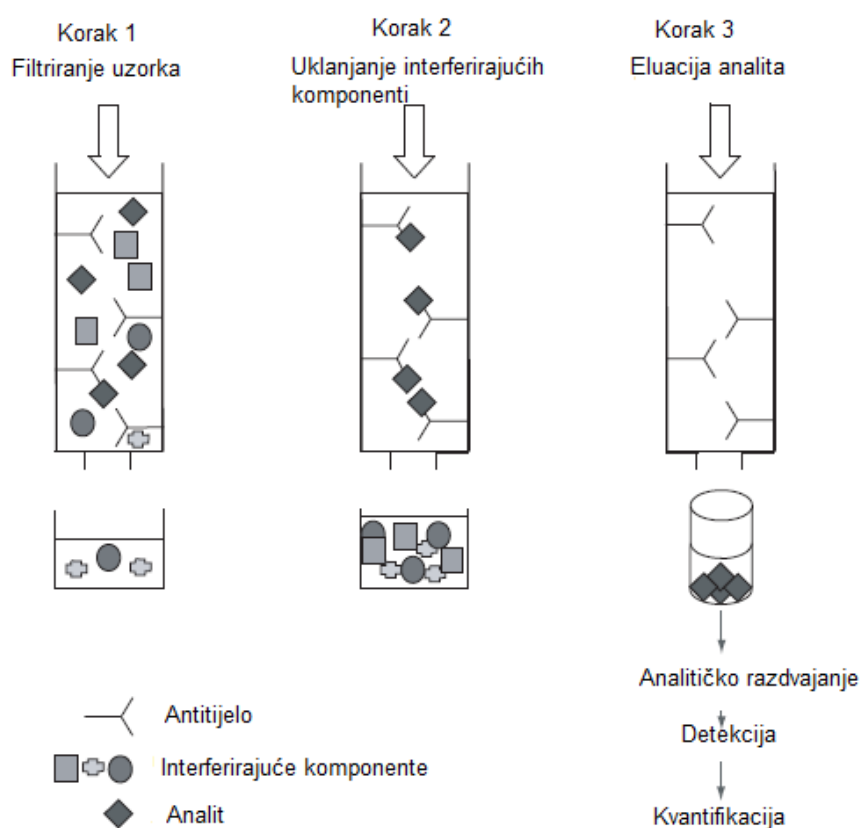 Korak 1
Filtriranje uzorka
Korak 2
Uklanjanje interferirajućih
komponenti
Korak 3
Eluacija analita
Analitičko razdvajanje
Detekcija
Kvantifikacija
Antitijelo
Interferirajuće komponente
Analit